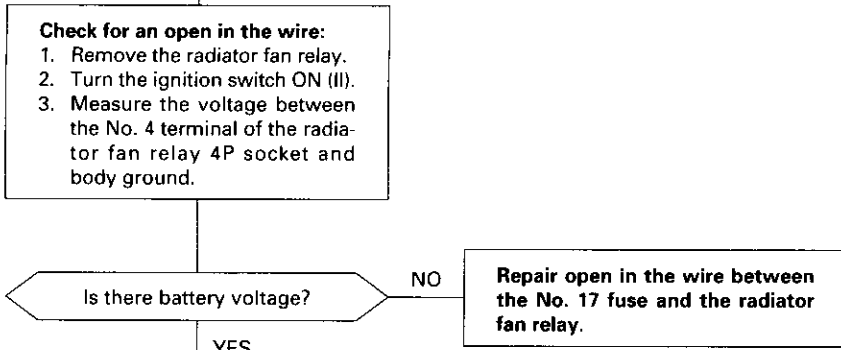 Check for an open in the wire:
1. Remove the radiator fan relay.
2. Turn the ignition switch ON (II).
3. Measure the voltage between
the No. 4 terminal of the radia-
tor fan relay 4P socket and
body ground.
Is there battery voltage?
NO
Repair open in the wire between
the No. 17 fuse and the radiator
fan relay.
YES